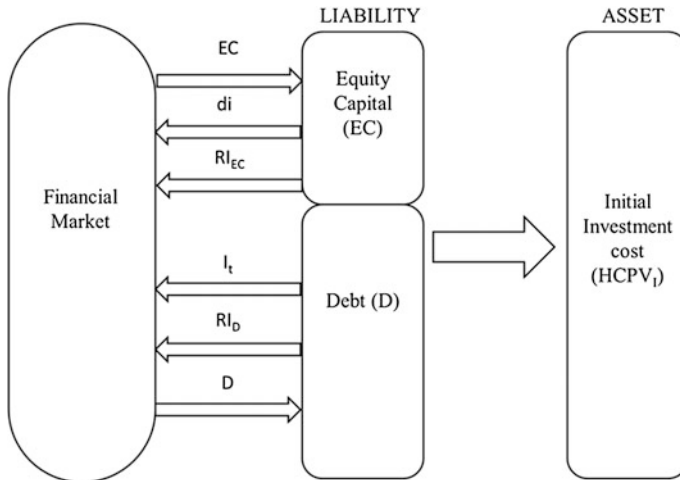 LIABILITY
ASSET
EC
di
RI_EC
Financial
Market
I_t
RI_D
D
Equity
Capital
(EC)
Debt (D)
Initial
Investment
cost
(HCPV_I)